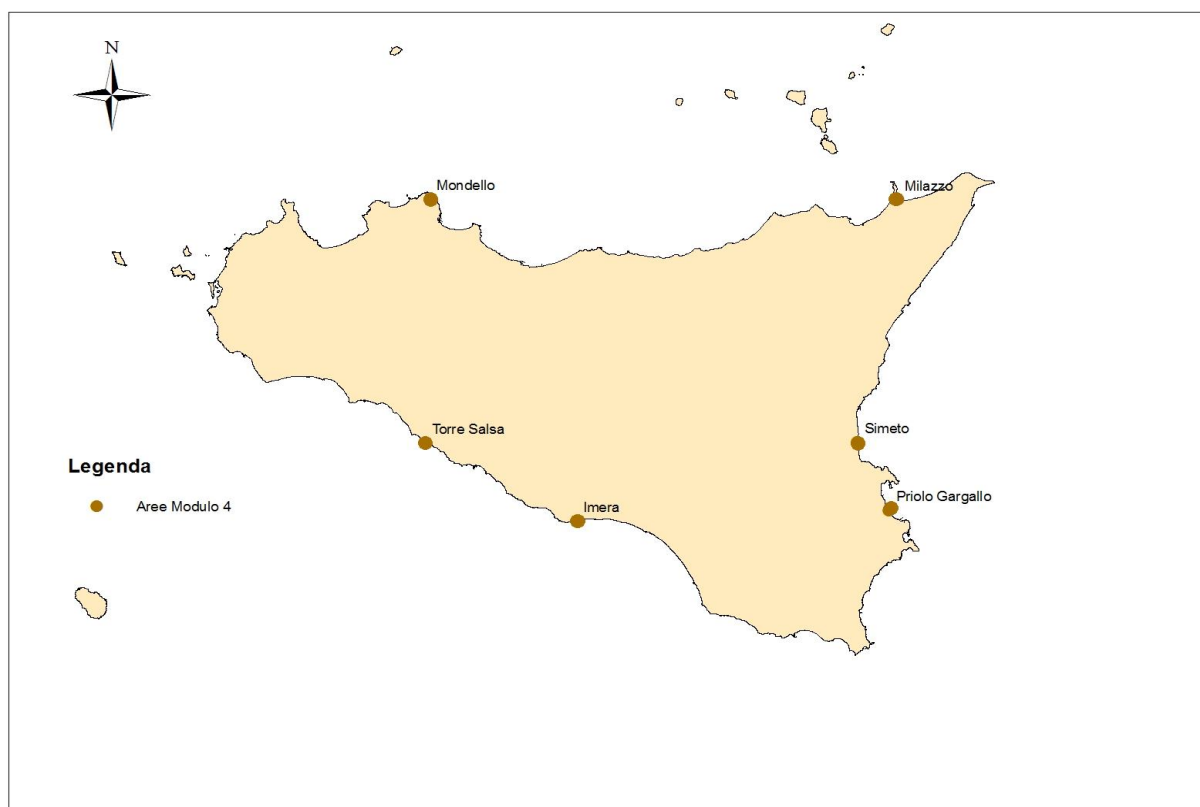 N
Mondello
Milazzo
Torre Salsa
Simeto
Legenda
Aree Modulo 4
Imera
Priolo Gargallo